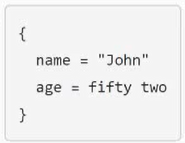 {
  name = "John"
  age = fifty two
}